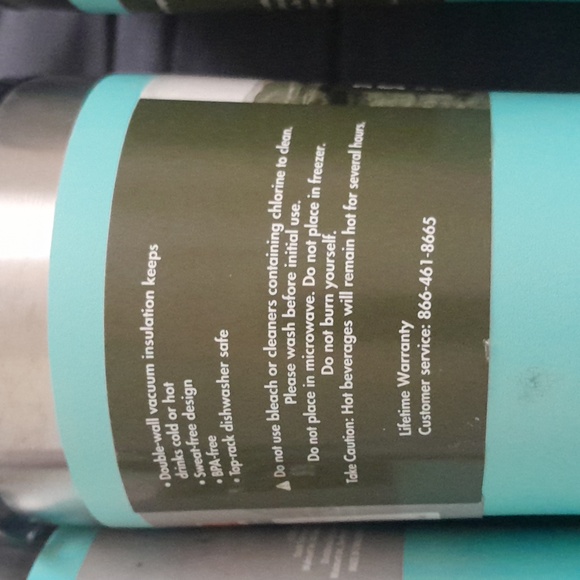 • Double-wall vacuum insulation keeps
drinks cold or hot
• Sweat-free design
• BPA-free
• Top-rack dishwasher safe
Do not use bleach or cleaners containing chlorine to clean.
Please wash before initial use.
Do not place in microwave. Do not place in freezer.
Do not burn yourself.
Take Caution: Hot beverages will remain hot for several hours.
Lifetime Warranty
Customer service: 866-461-8665